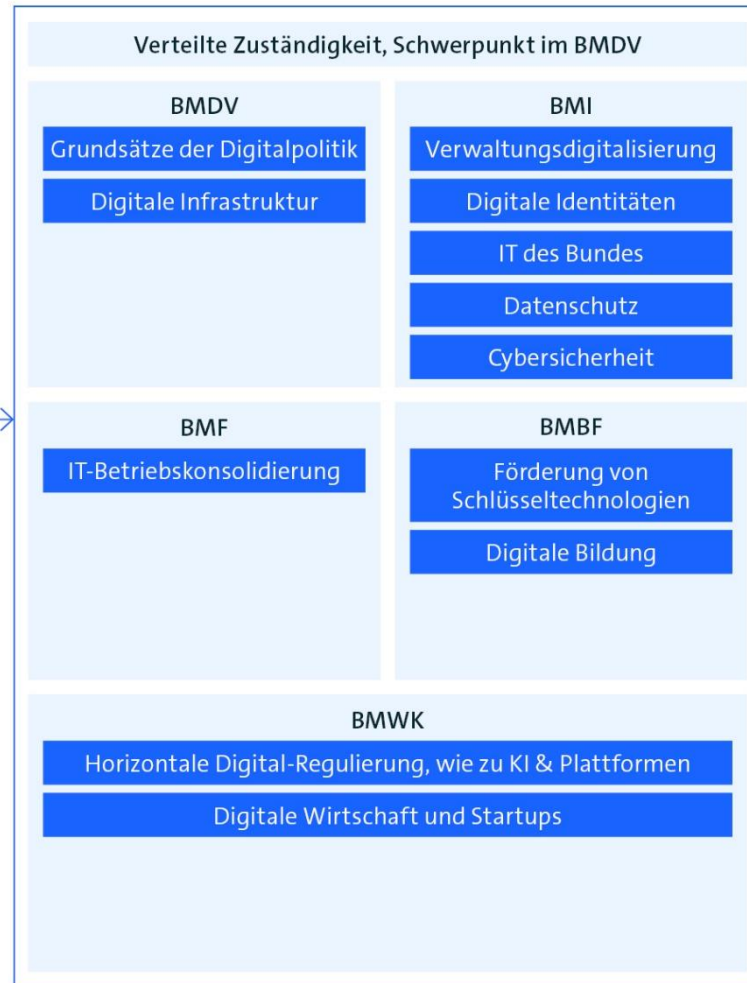 Verteilte Zuständigkeit, Schwerpunkt im BMDV
BMDV
Grundsätze der Digitalpolitik
Digitale Infrastruktur
BMI
Verwaltungsdigitalisierung
Digitale Identitäten
IT des Bundes
Datenschutz
Cybersicherheit
BMF
IT-Betriebskonsolidierung
BMBF
Förderung von
Schlüsseltechnologien
Digitale Bildung
BMWK
Horizontale Digital-Regulierung, wie zu KI & Plattformen
Digitale Wirtschaft und Startups